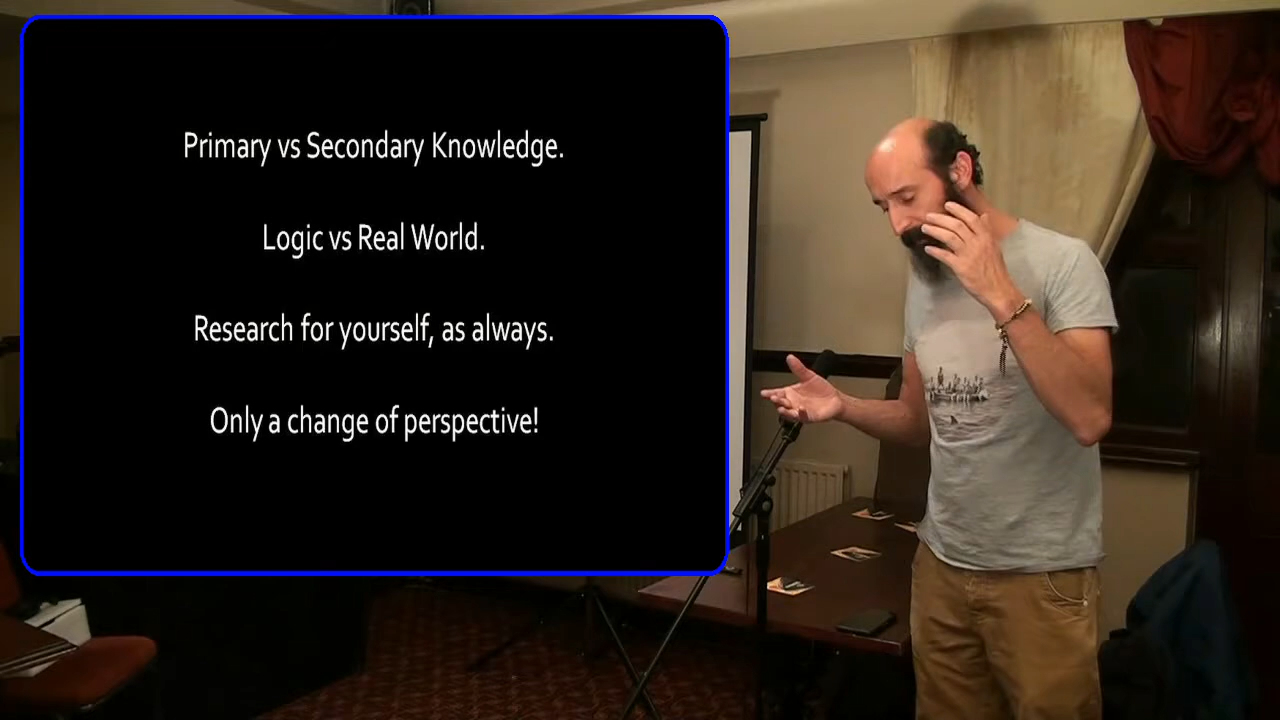 Primary vs Secondary Knowledge.
Logic vs Real World.
Research for yourself, as always.
Only a change of perspective!